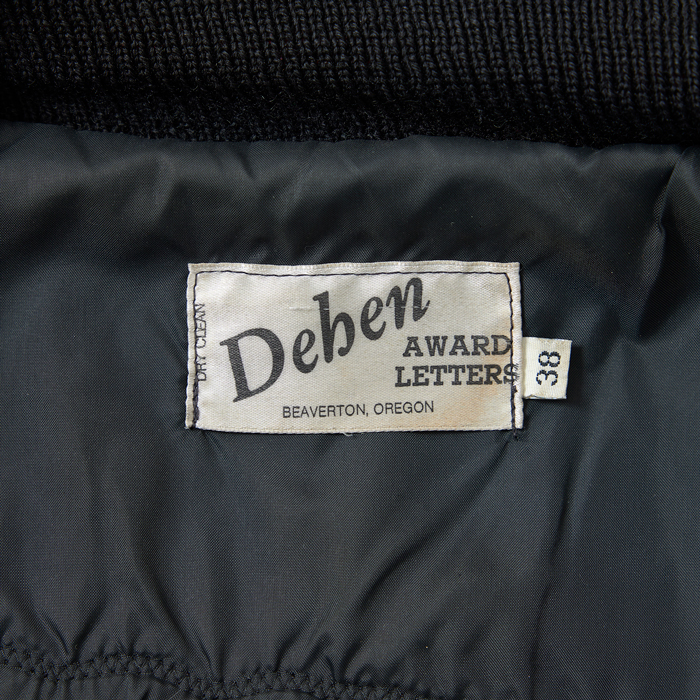 DRY CLEAN
Deben
AWARD
LETTERS
BEAVERTON, OREGON
38